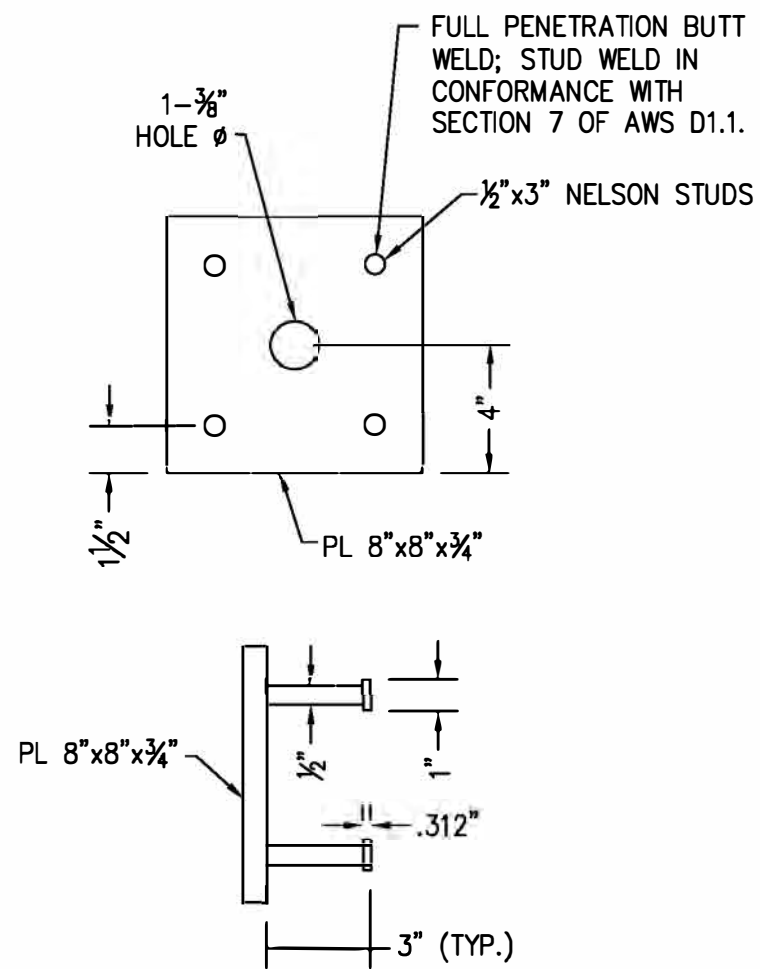 FULL PENETRATION BUTT
WELD; STUD WELD IN
CONFORMANCE WITH
SECTION 7 OF AWS D1.1.
1-⅜"
HOLE ø
½"x3" NELSON STUDS
4"
1½"
PL 8"x8"x¾"
PL 8"x8"x¾"
½"
1"
.312"
3" (TYP.)